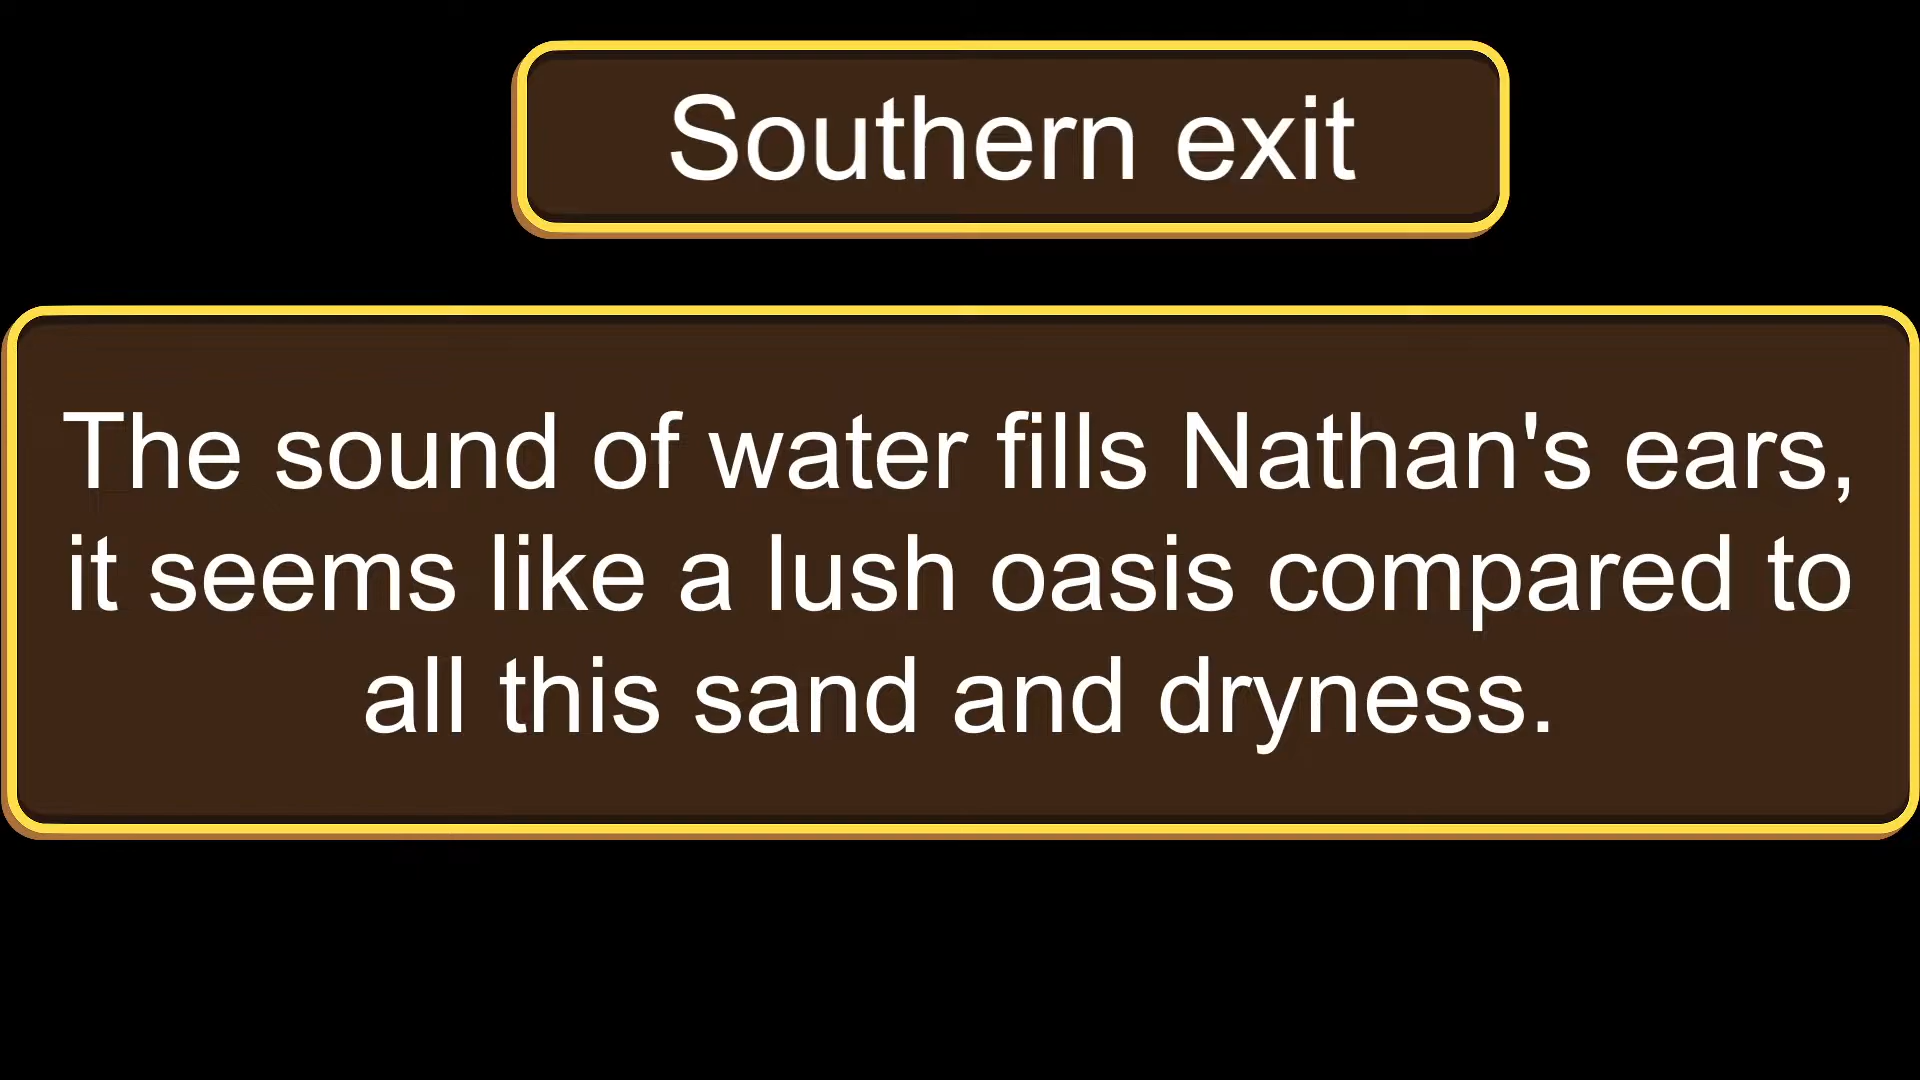 Southern exit
The sound of water fills Nathan's ears,
it seems like a lush oasis compared to
all this sand and dryness.